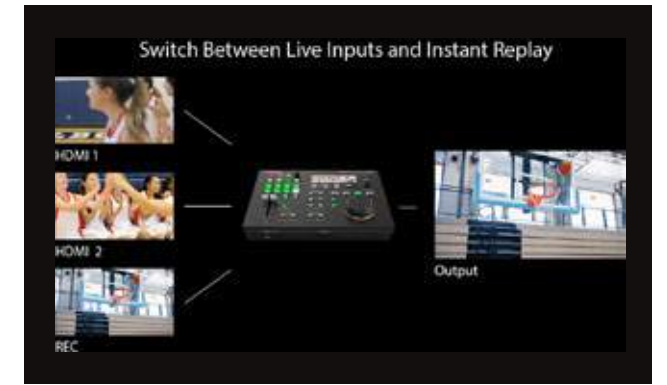 Switch Between Live Inputs and Instant Replay
HDMI 1
HDMI 2
Output
REC